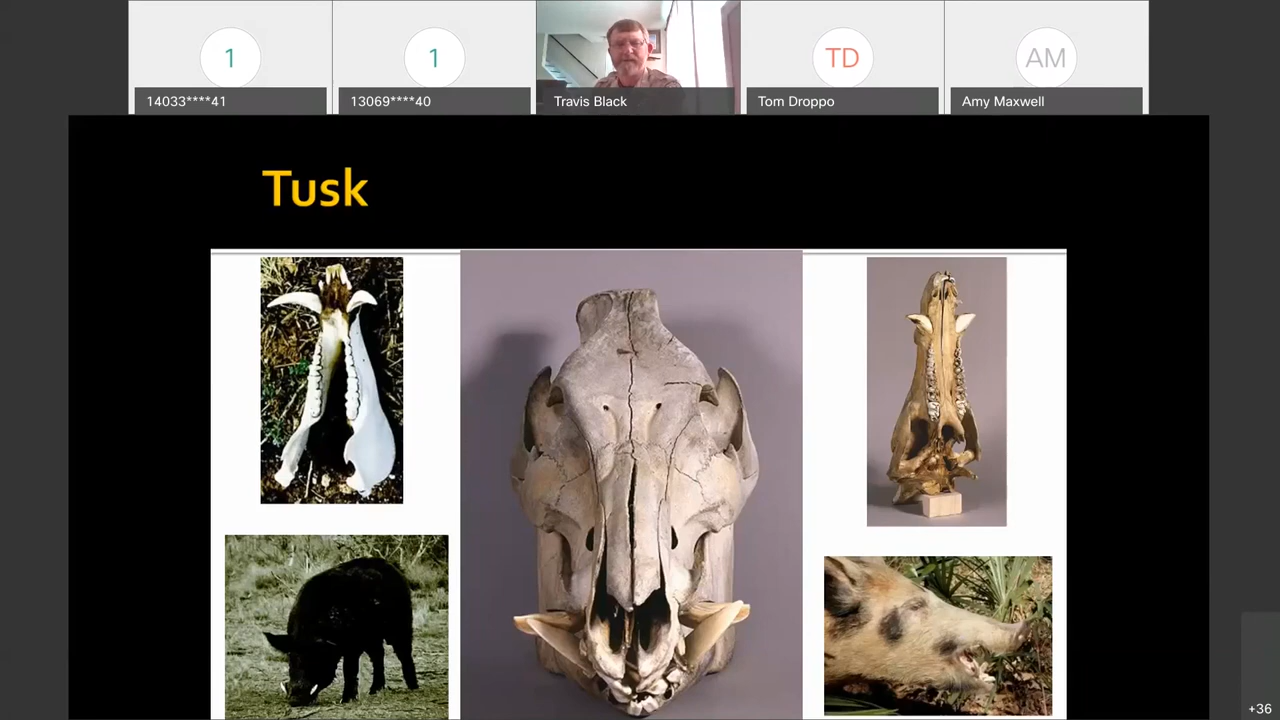 1
1
TD
AM
14033****41
13069****40
Travis Black
Tom Droppo
Amy Maxwell
Tusk
+36